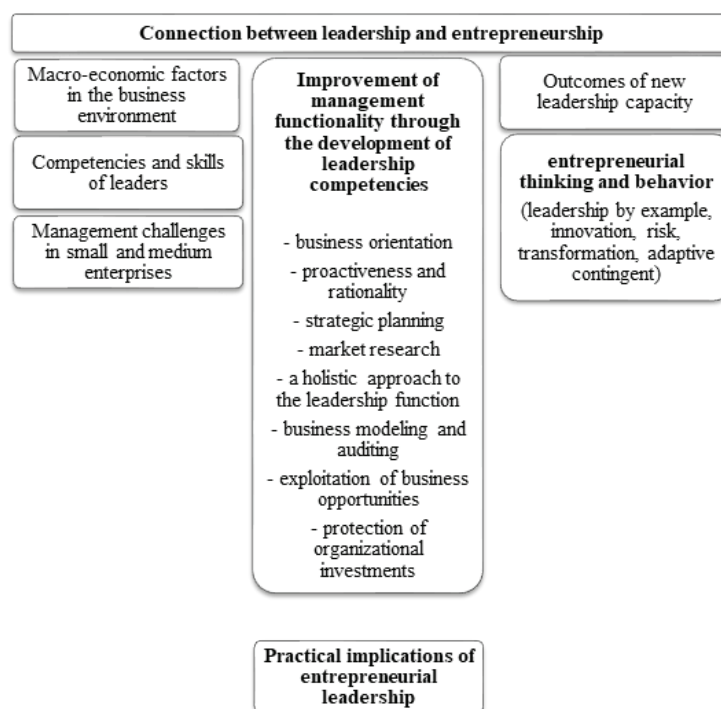 Connection between leadership and entrepreneurship
Macro-economic factors
in the business
environment
Competencies and skills
of leaders
Management challenges
in small and medium
enterprises
Improvement of
management
functionality through
the development of
leadership
competencies
- business orientation
- proactiveness and
rationality
- strategic planning
- market research
- a holistic approach to
the leadership function
- business modeling and
auditing
- exploitation of business
opportunities
- protection of
organizational
investments
Outcomes of new
leadership capacity
entrepreneurial
thinking and behavior
(leadership by example,
innovation, risk,
transformation, adaptive
contingent)
Practical implications of
entrepreneurial
leadership